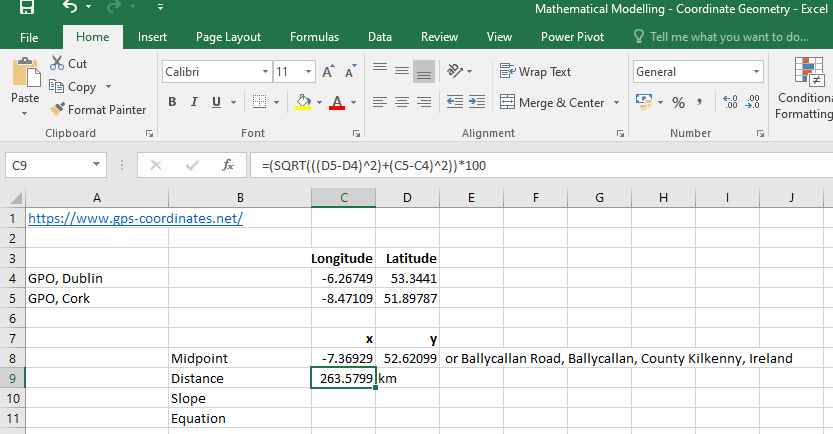 Mathematical Modelling - Coordinate Geometry - Excel
File Home Insert Page Layout Formulas Data Review View Power Pivot Tell me what you want to do...
Paste
Cut
Copy
Format Painter
Clipboard
Calibri 11 A A
B I U A
Font
Wrap Text
Merge & Center
Alignment
General
% , .00 .00
Number
Conditiona
Formatting
C9 fx =(SQRT(((D5-D4)^2)+(C5-C4)^2))*100
A B C D E F G H I J
1 https://www.gps-coordinates.net/
2
3 Longitude Latitude
4 GPO, Dublin -6.26749 53.3441
5 GPO, Cork -8.47109 51.89787
6
7 x y
8 Midpoint -7.36929 52.62099 or Ballycallan Road, Ballycallan, County Kilkenny, Ireland
9 Distance 263.5799 km
10 Slope
11 Equation